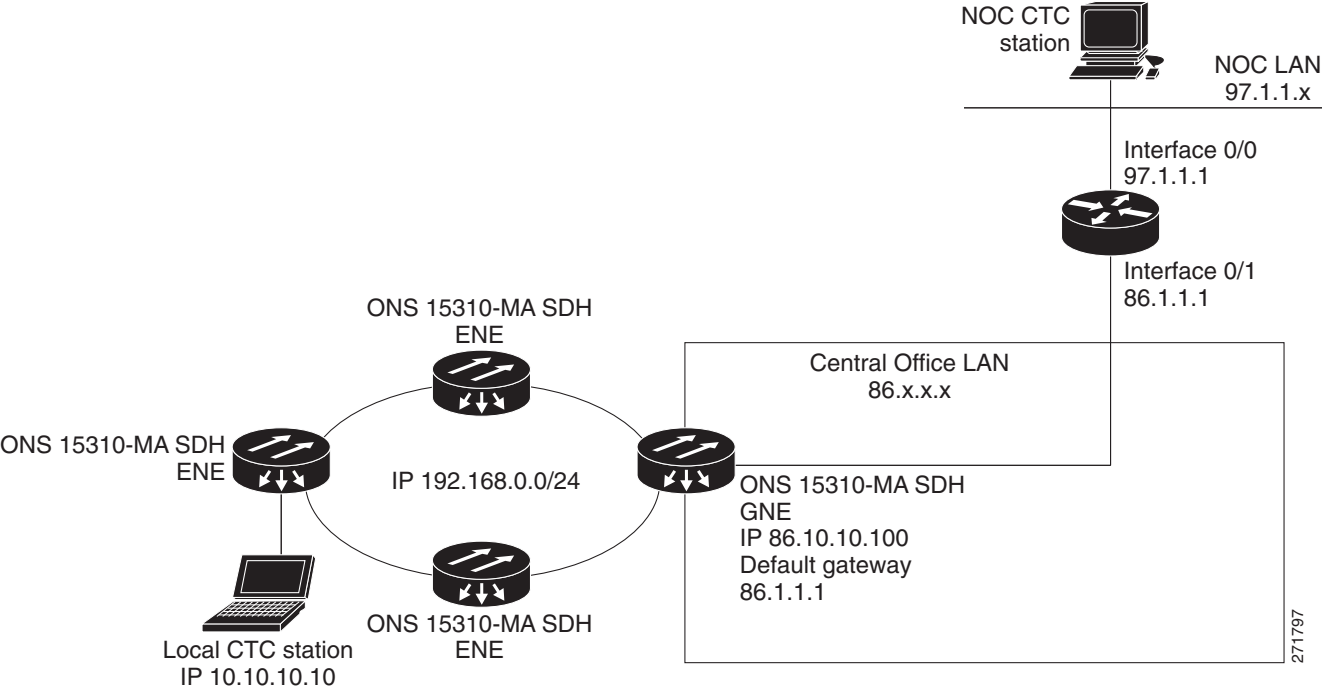 NOC CTC
station
NOC LAN
97.1.1.x
Interface 0/0
97.1.1.1
Interface 0/1
86.1.1.1
ONS 15310-MA SDH
ENE
Central Office LAN
86.x.x.x
ONS 15310-MA SDH
ENE
IP 192.168.0.0/24
ONS 15310-MA SDH
GNE
IP 86.10.10.100
Default gateway
86.1.1.1
ONS 15310-MA SDH
ENE
Local CTC station
IP 10.10.10.10
271797